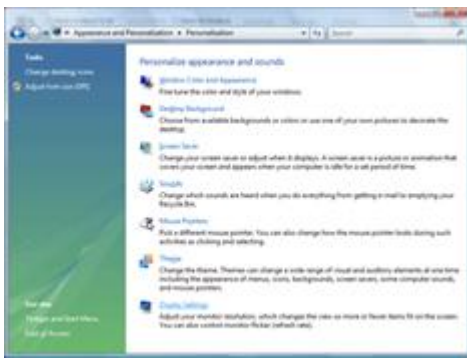 Appearance and Personalization ▸ Personalization
Search
Tasks
Change desktop icons
Adjust font size (DPI)
Personalize appearance and sounds
Window Color and Appearance
Fine tune the color and style of your windows.
Desktop Background
Choose from available backgrounds or colors or use one of your own pictures to decorate the
desktop.
Screen Saver
Change your screen saver or adjust when it displays. A screen saver is a picture or animation that
covers your screen and appears when your computer is idle for a set period of time.
Sounds
Change which sounds are heard when you do everything from getting e-mail to emptying your
Recycle Bin.
Mouse Pointers
Pick a different mouse pointer. You can also change how the mouse pointer looks during such
activities as clicking and selecting.
Theme
Change the theme. Themes can change a wide range of visual and auditory elements at one time
including the appearance of menus, icons, backgrounds, screen savers, some computer sounds,
and mouse pointers.
Display Settings
Adjust your monitor resolution, which changes the view so more or fewer items fit on the screen.
You can also control monitor flicker (refresh rate).
See also
Taskbar and Start Menu
Ease of Access